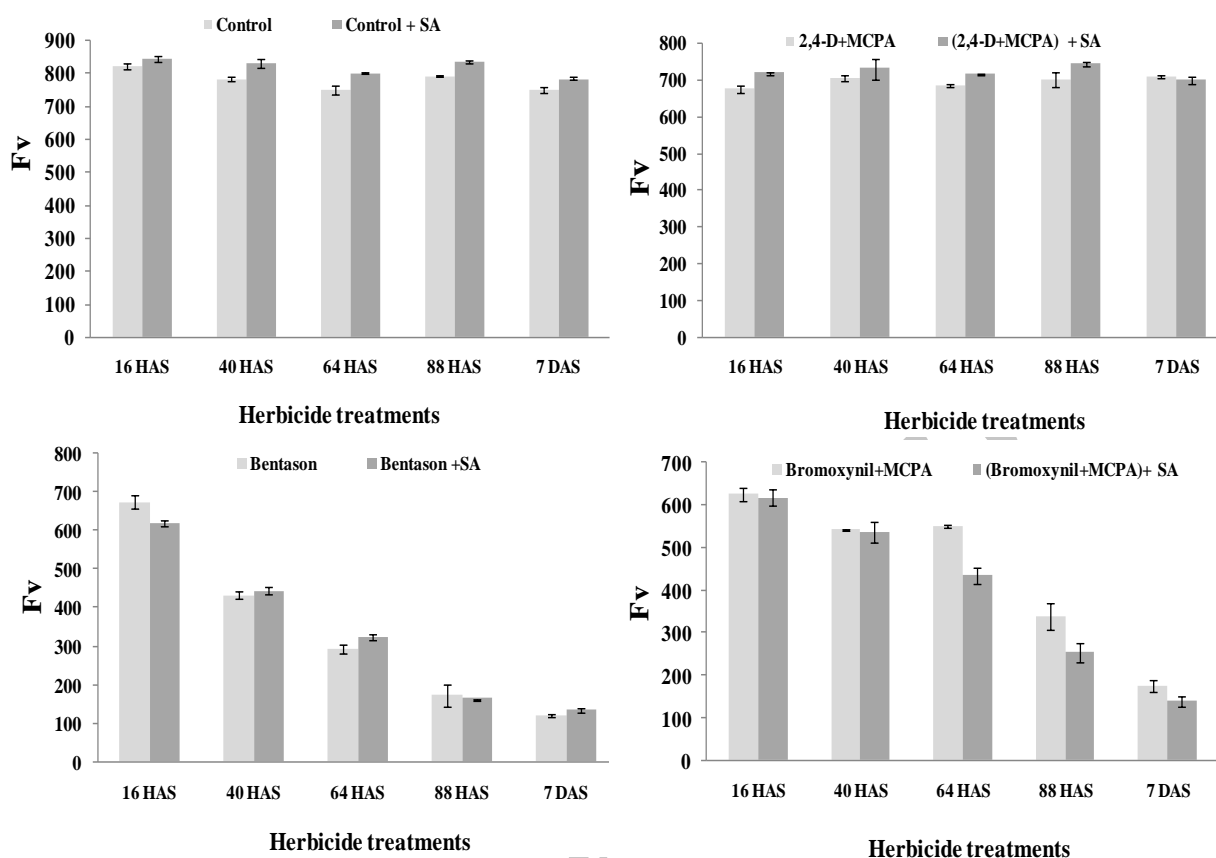 Control Control + SA
Fv
900
800
700
600
500
400
300
200
100
0
16 HAS 40 HAS 64 HAS 88 HAS 7 DAS
Herbicide treatments
2,4-D+MCPA (2,4-D+MCPA) + SA
Fv
800
700
600
500
400
300
200
100
0
16 HAS 40 HAS 64 HAS 88 HAS 7 DAS
Herbicide treatments
Bentason Bentason +SA
Fv
800
700
600
500
400
300
200
100
0
16 HAS 40 HAS 64 HAS 88 HAS 7 DAS
Herbicide treatments
Bromoxynil+MCPA (Bromoxynil+MCPA)+ SA
Fv
700
600
500
400
300
200
100
0
16 HAS 40 HAS 64 HAS 88 HAS 7 DAS
Herbicide treatments